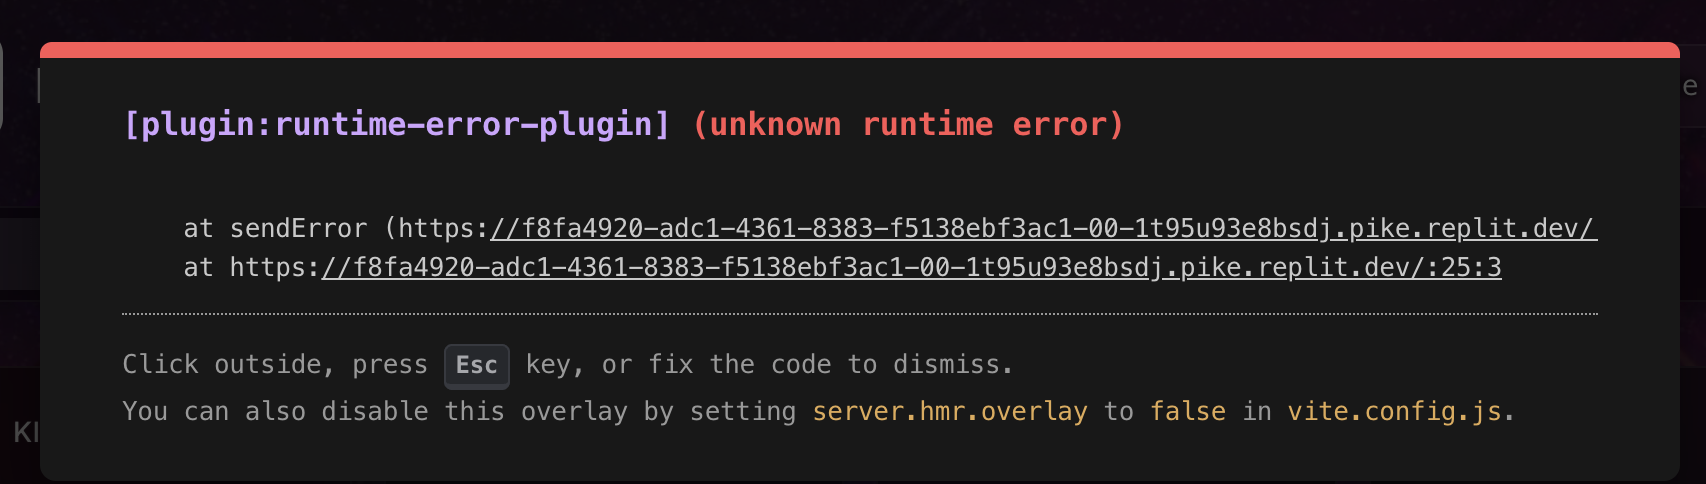 [plugin:runtime-error-plugin] (unknown runtime error)
at sendError (https://f8fa4920-adc1-4361-8383-f5138ebf3ac1-00-1t95u93e8bsdj.pike.replit.dev/
at https://f8fa4920-adc1-4361-8383-f5138ebf3ac1-00-1t95u93e8bsdj.pike.replit.dev/:25:3
Click outside, press Esc key, or fix the code to dismiss.
You can also disable this overlay by setting server.hmr.overlay to false in vite.config.js.